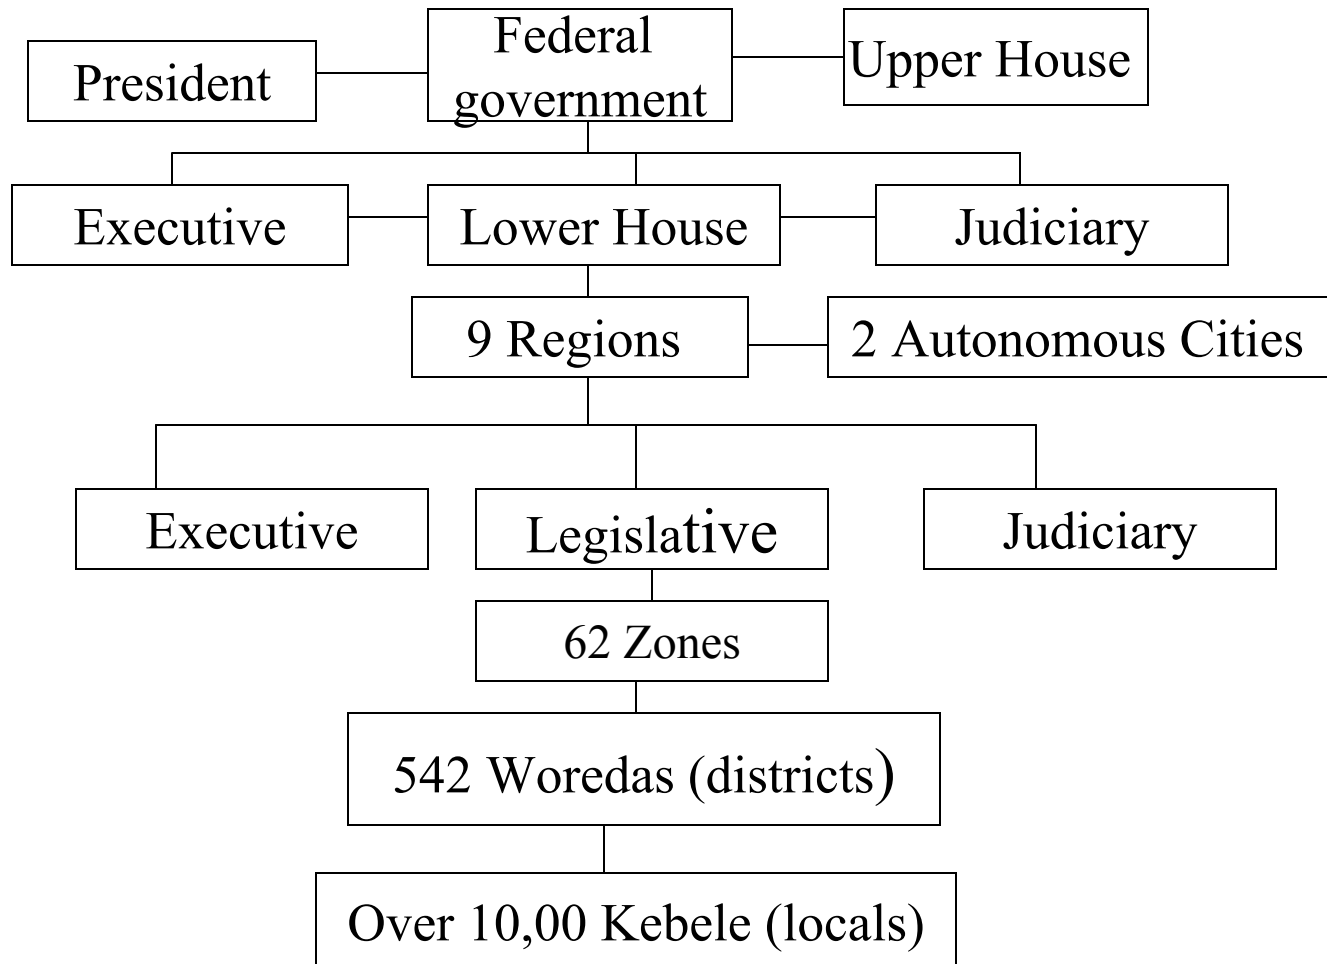 President
Federal
government
Upper House
Executive
Lower House
Judiciary
9 Regions
2 Autonomous Cities
Executive
Legislative
Judiciary
62 Zones
542 Woredas (districts)
Over 10,00 Kebele (locals)